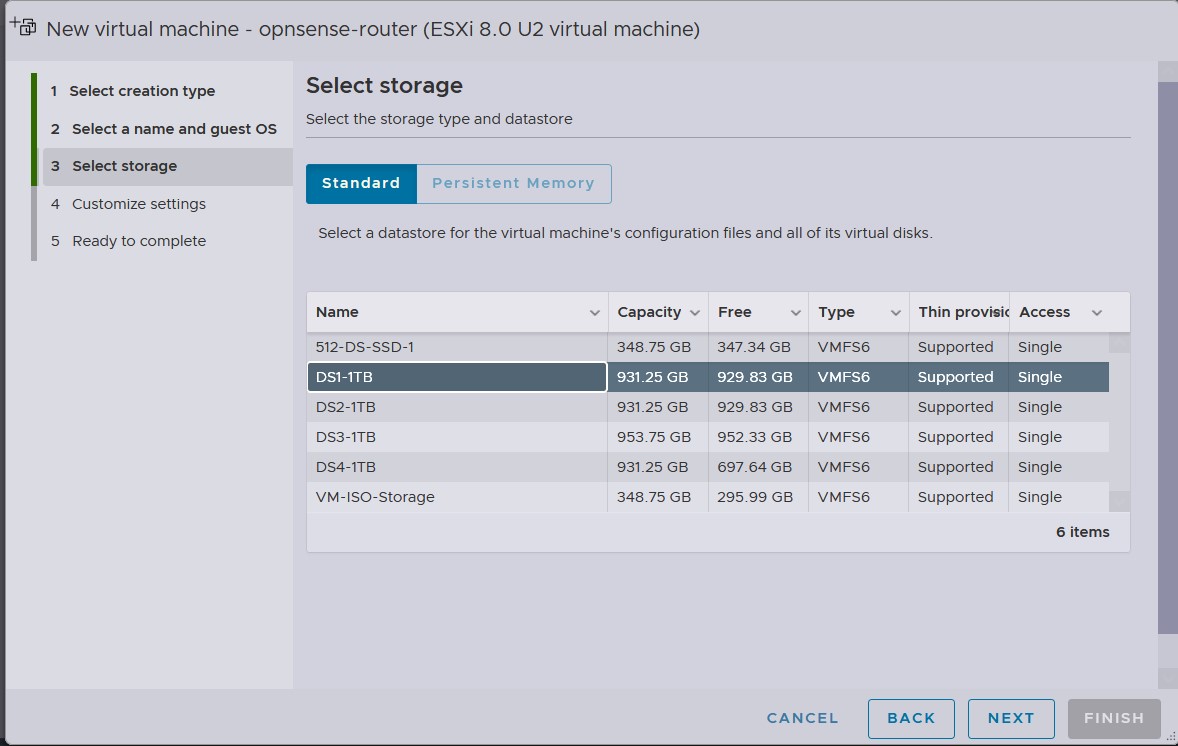 New virtual machine - opnsense-router (ESXi 8.0 U2 virtual machine)
1 Select creation type
2 Select a name and guest OS
3 Select storage
4 Customize settings
5 Ready to complete
Select storage
Select the storage type and datastore
Standard Persistent Memory
Select a datastore for the virtual machine's configuration files and all of its virtual disks.
Name Capacity Free Type Thin provisic Access
512-DS-SSD-1 348.75 GB 347.34 GB VMFS6 Supported Single
DS1-1TB 931.25 GB 929.83 GB VMFS6 Supported Single
DS2-1TB 931.25 GB 929.83 GB VMFS6 Supported Single
DS3-1TB 953.75 GB 952.33 GB VMFS6 Supported Single
DS4-1TB 931.25 GB 697.64 GB VMFS6 Supported Single
VM-ISO-Storage 348.75 GB 295.99 GB VMFS6 Supported Single
6 items
CANCEL BACK NEXT FINISH